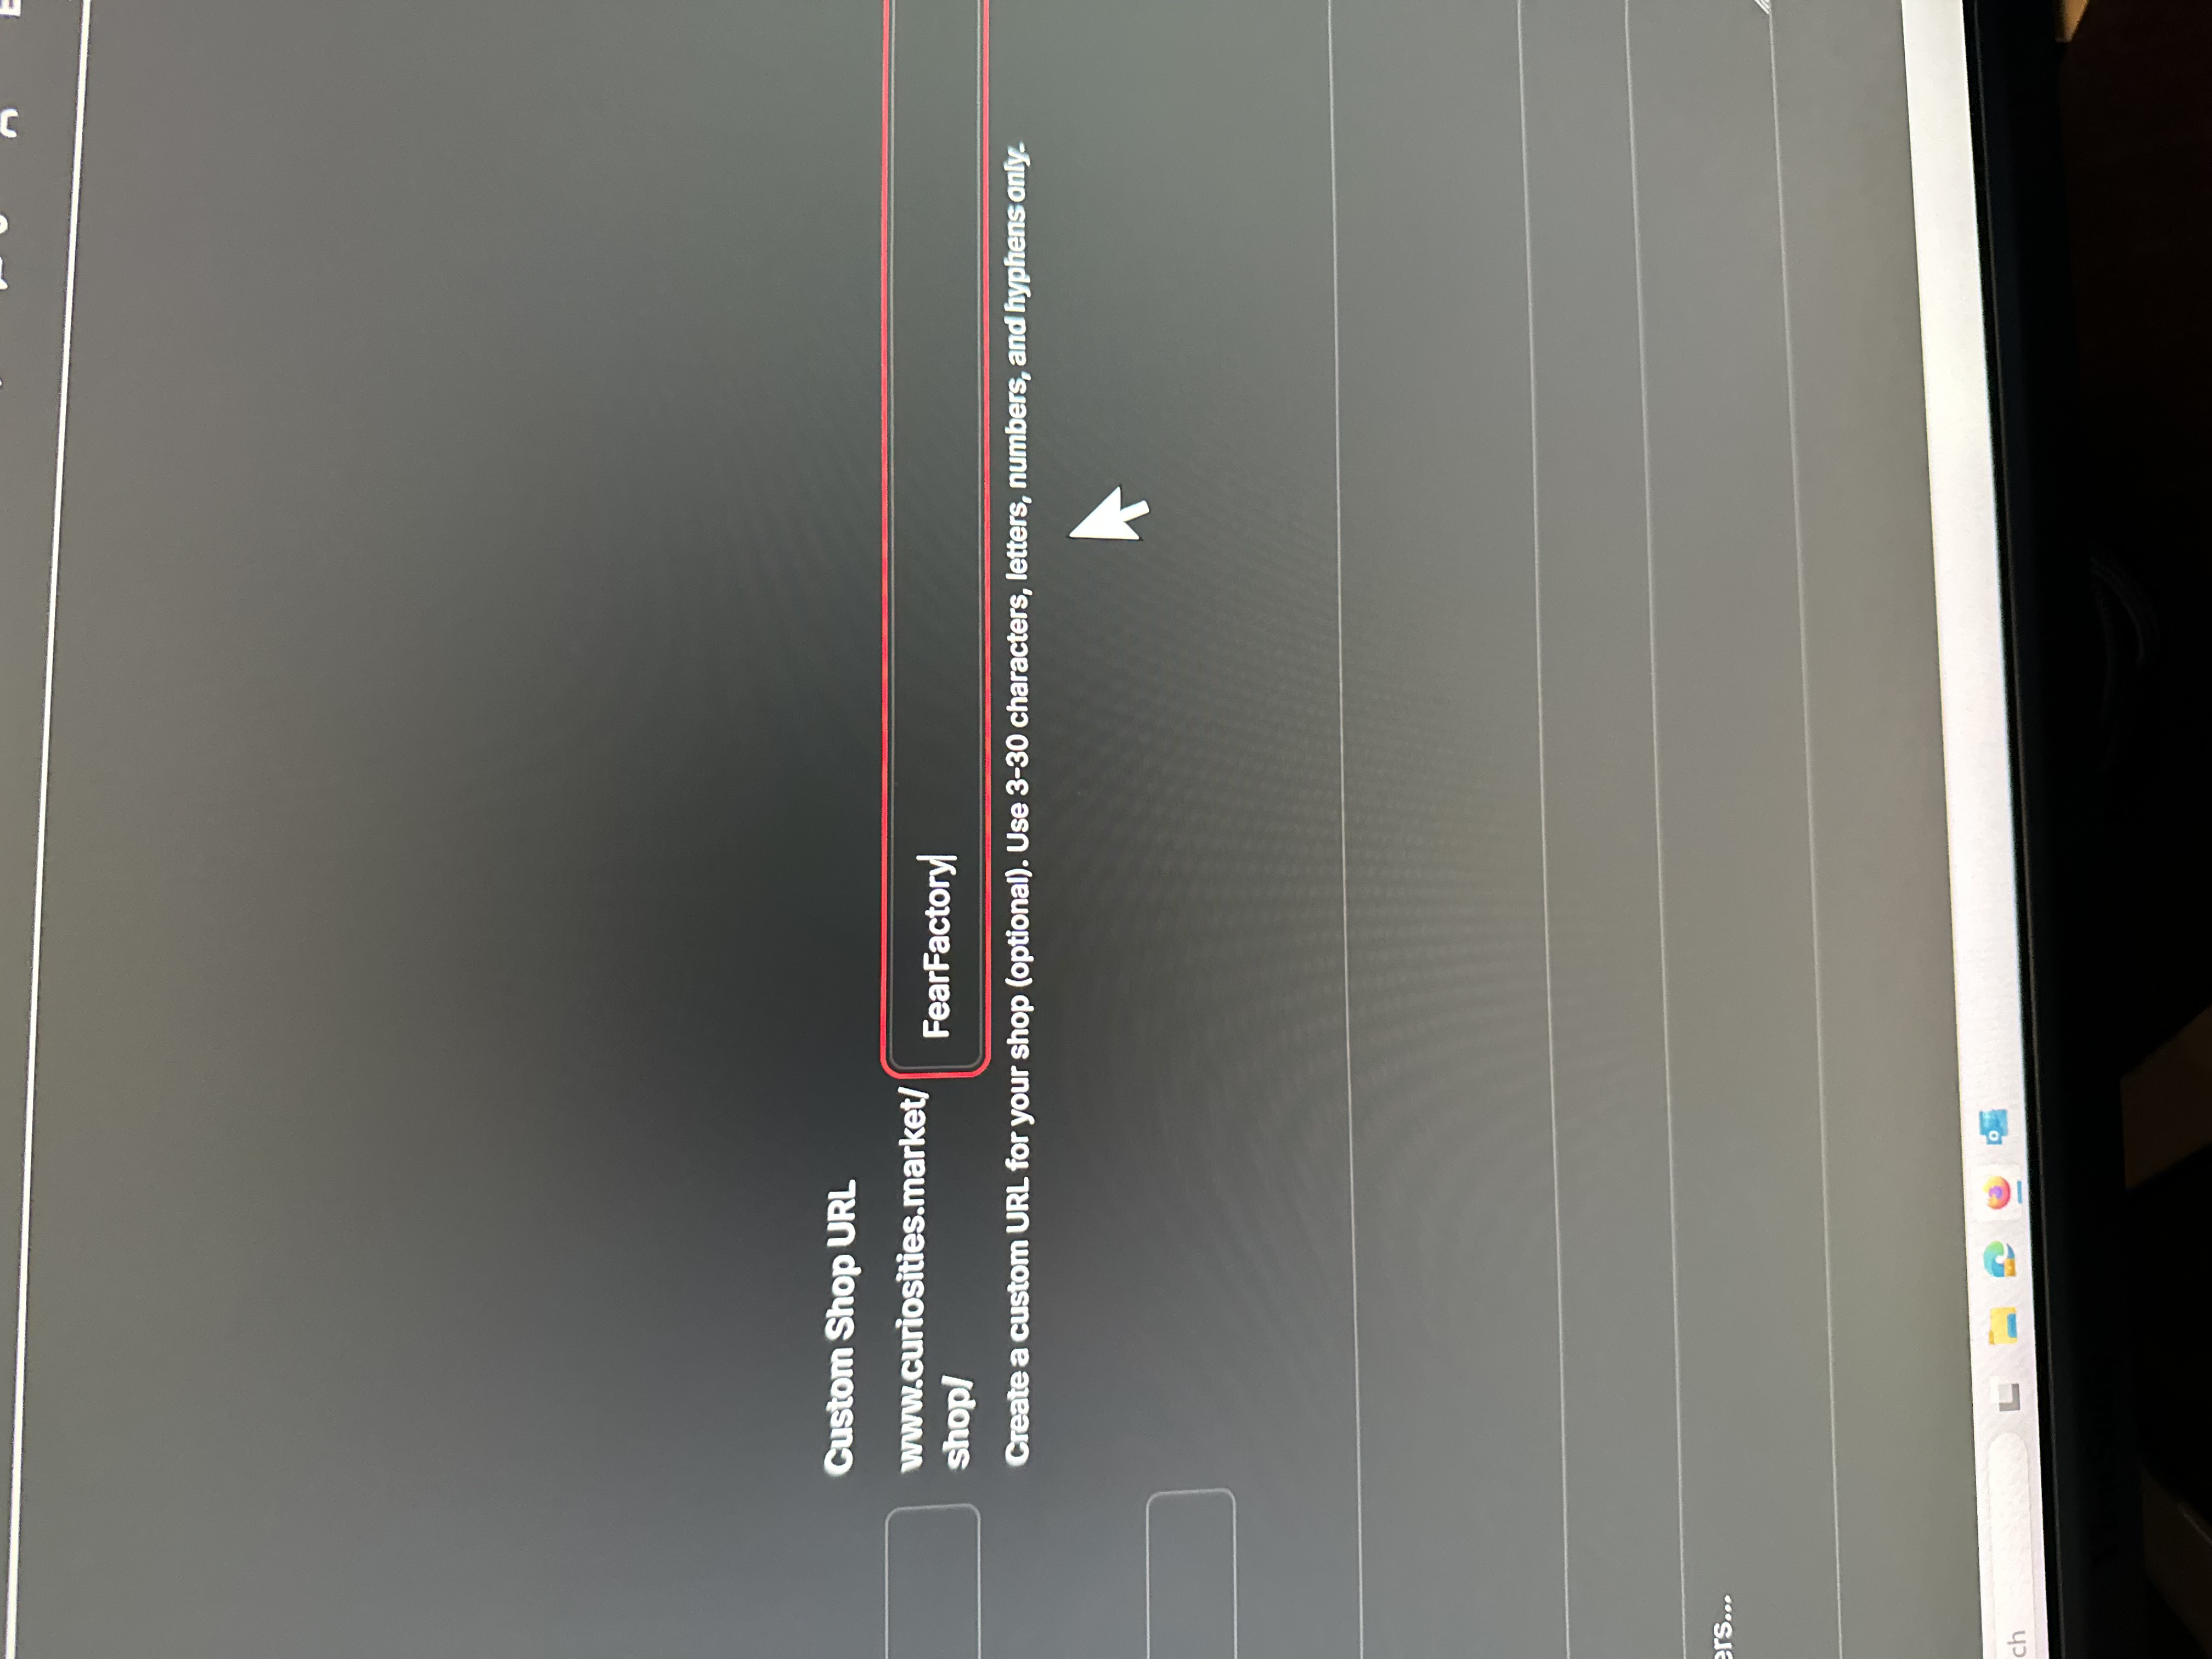 Custom Shop URL
www.curiosities.market/
shop/
FearFactory
Create a custom URL for your shop (optional). Use 3-30 characters, letters, numbers, and hyphens only.
ers...
ch